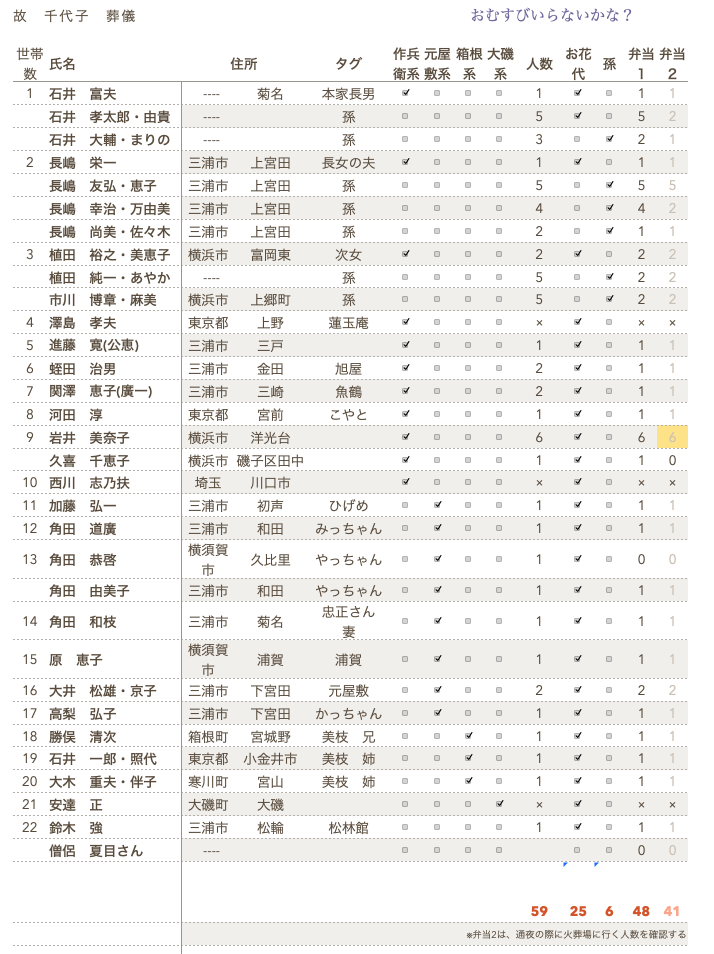 故　千代子　葬儀　おむすびいらないかな？
世帯数　氏名　住所　タグ　作兵衛系　元屋敷系　箱根系　大磯系　人数　お花代　孫　弁当1　弁当2
1　石井　富夫　----　菊名　本家長男　1　1　1
石井　孝太郎・由貴　----　孫　5　5　2
石井　大輔・まりの　----　孫　3　2　1
2　長嶋　栄一　三浦市　上宮田　長女の夫　1　1　1
長嶋　友弘・恵子　三浦市　上宮田　孫　5　5　5
長嶋　幸治・万由美　三浦市　上宮田　孫　4　4　2
長嶋　尚美・佐々木　三浦市　上宮田　孫　2　1　1
3　植田　裕之・美恵子　横浜市　富岡東　次女　2　2　2
植田　純一・あやか　----　孫　5　2　2
市川　博章・麻美　横浜市　上郷町　孫　5　2　2
4　澤島　孝夫　東京都　上野　蓮玉庵　×　×　×
5　進藤　寛(公恵)　三浦市　三戸　1　1　1
6　蛭田　治男　三浦市　金田　旭屋　2　1　1
7　関澤　恵子(廣一)　三浦市　三崎　魚鶴　2　1　1
8　河田　淳　東京都　宮前　こやと　1　1　1
9　岩井　美奈子　横浜市　洋光台　6　6　6
久喜　千恵子　横浜市　磯子区田中　1　1　0
10　西川　志乃扶　埼玉　川口市　×　×　×
11　加藤　弘一　三浦市　初声　ひげめ　1　1　1
12　角田　道廣　三浦市　和田　みっちゃん　1　1　1
13　角田　恭啓　横須賀市　久比里　やっちゃん　1　0　0
角田　由美子　三浦市　和田　やっちゃん　1　1　1
14　角田　和枝　三浦市　菊名　忠正さん妻　1　1　1
15　原　恵子　横須賀市　浦賀　浦賀　1　1　1
16　大井　松雄・京子　三浦市　下宮田　元屋敷　2　2　2
17　高梨　弘子　三浦市　下宮田　かっちゃん　1　1　1
18　勝俣　清次　箱根町　宮城野　美枝　兄　1　1　1
19　石井　一郎・照代　東京都　小金井市　美枝　姉　1　1　1
20　大木　重夫・伴子　寒川町　宮山　美枝　姉　1　1　1
21　安達　正　大磯町　大磯　×　×　×
22　鈴木　強　三浦市　松輪　松林館　1　1　1
僧侶　夏目さん　----　0　0
59　25　6　48　41
※弁当2は、通夜の際に火葬場に行く人数を確認する